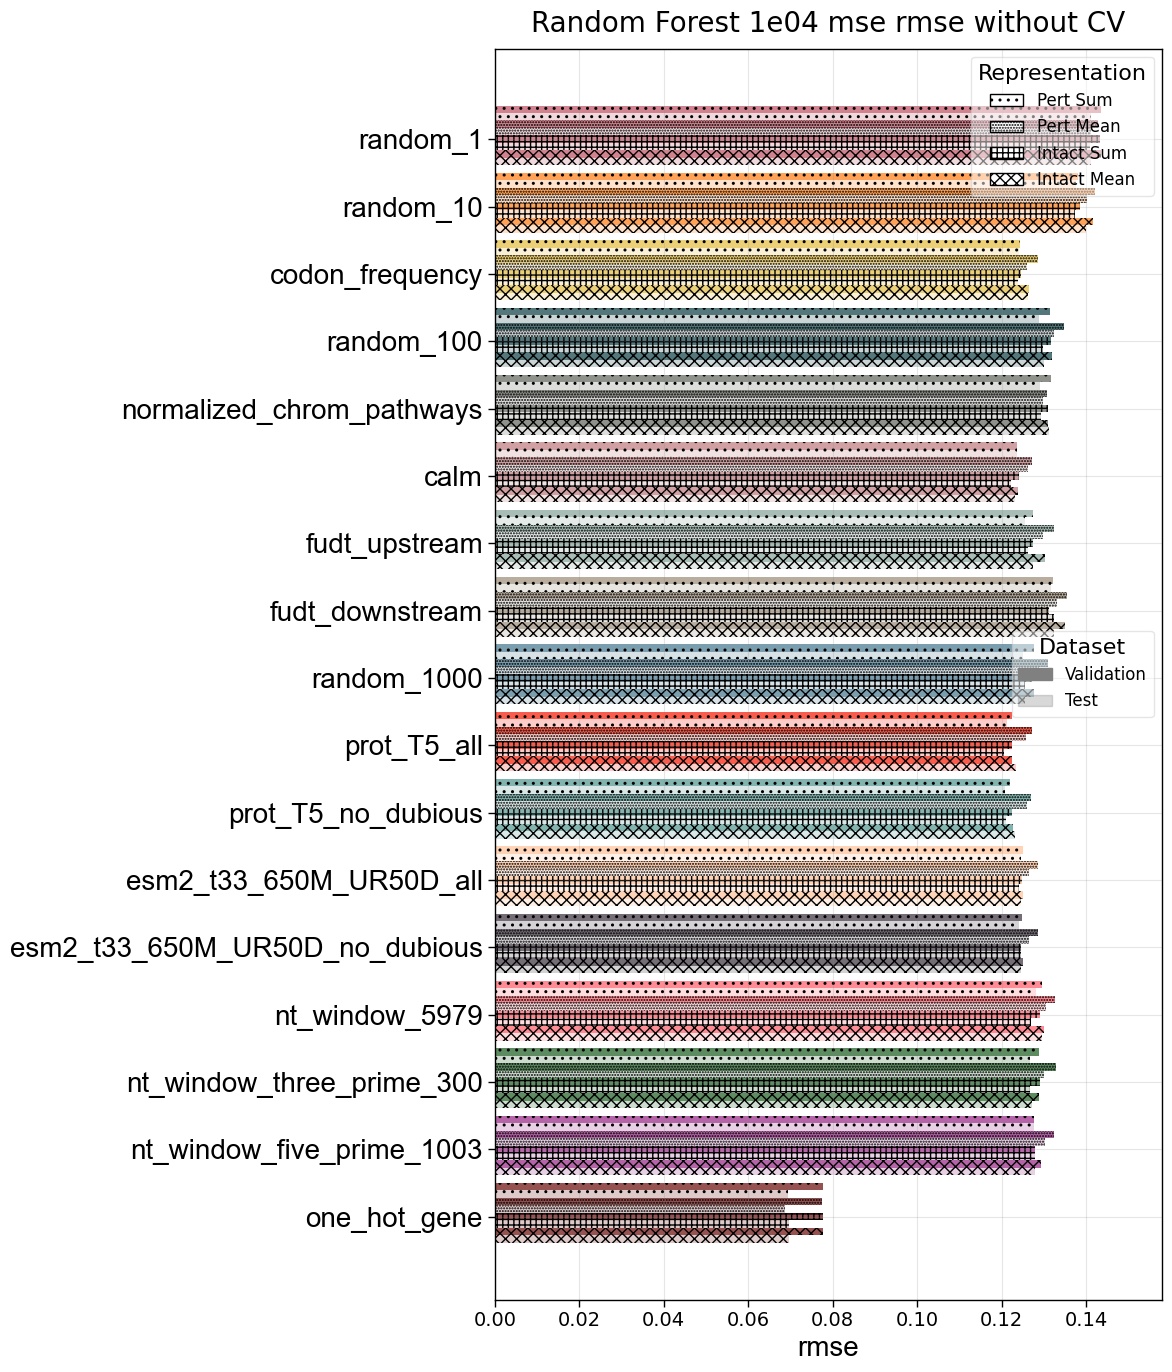 Random Forest 1e04 mse rmse without CV
Representation
Pert Sum
Pert Mean
Intact Sum
Intact Mean
random_1
random_10
codon_frequency
random_100
normalized_chrom_pathways
calm
fudt_upstream
fudt_downstream
random_1000
Dataset
Validation
Test
prot_T5_all
prot_T5_no_dubious
esm2_t33_650M_UR50D_all
esm2_t33_650M_UR50D_no_dubious
nt_window_5979
nt_window_three_prime_300
nt_window_five_prime_1003
one_hot_gene
0.00 0.02 0.04 0.06 0.08 0.10 0.12 0.14
rmse